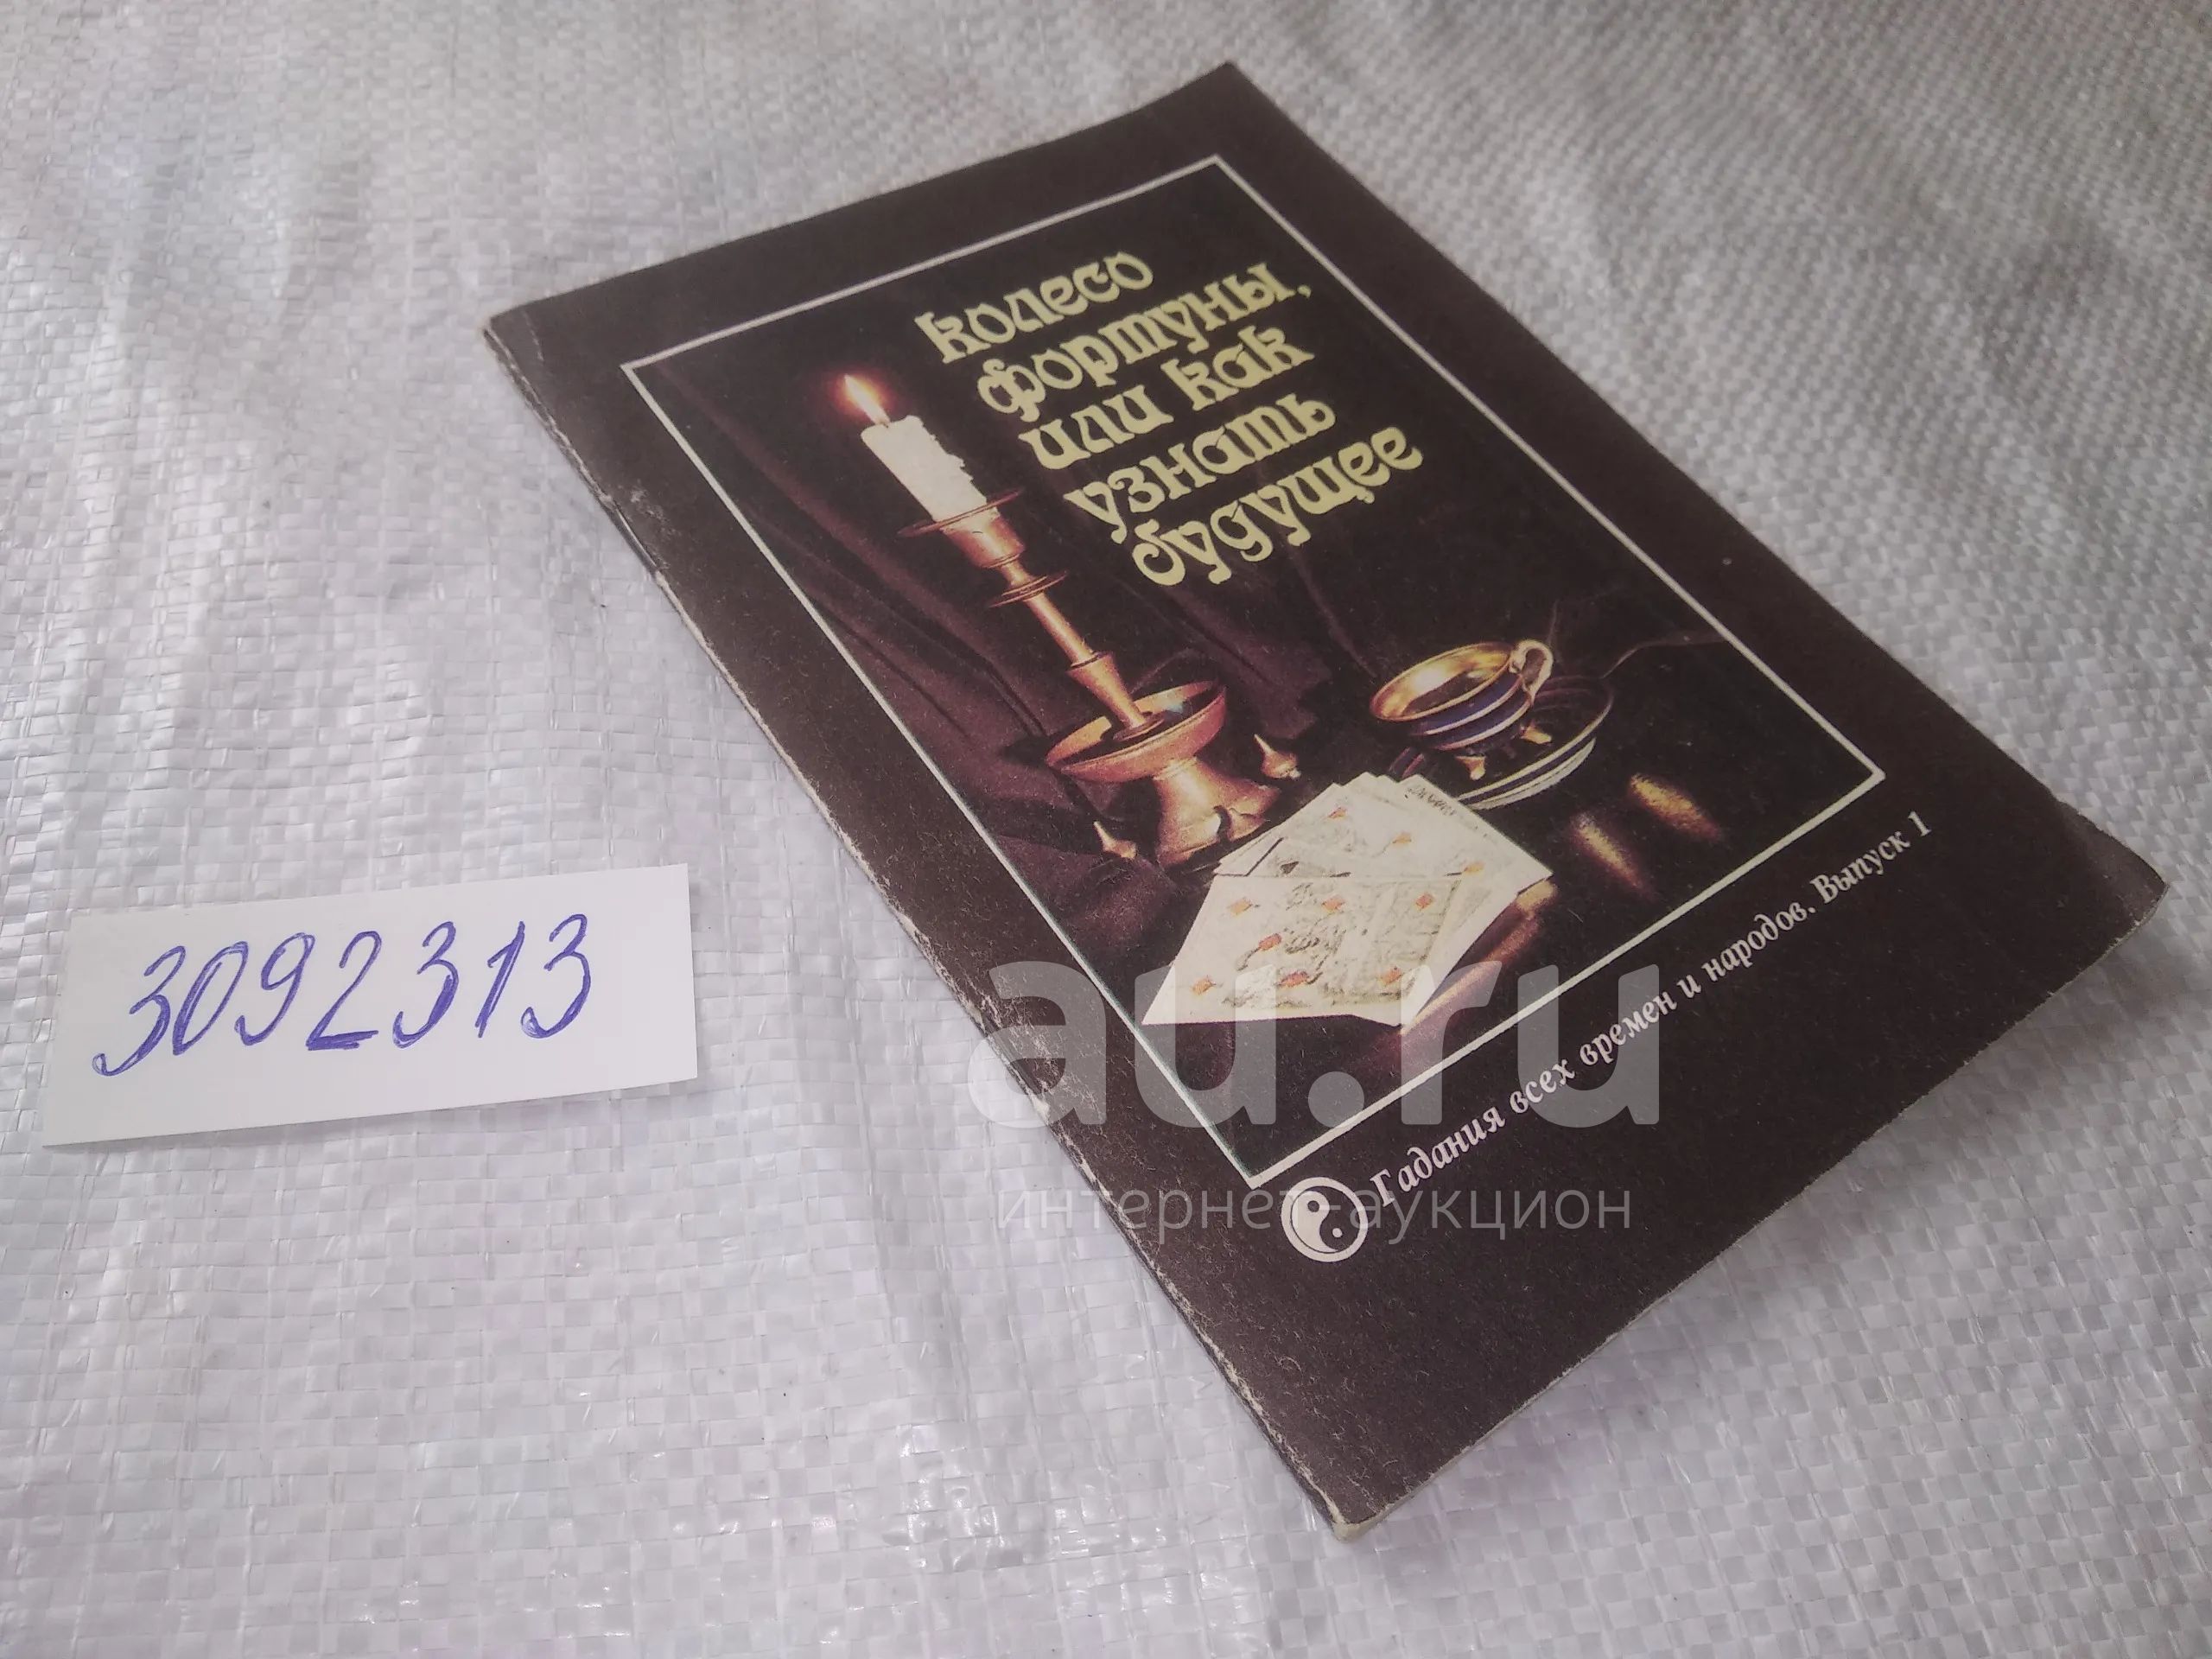 колесо
фортуны,
или как
узнать
будущее
3092313
Гадания всех времен и народов. Выпуск 1
au.ru
интернет-аукцион